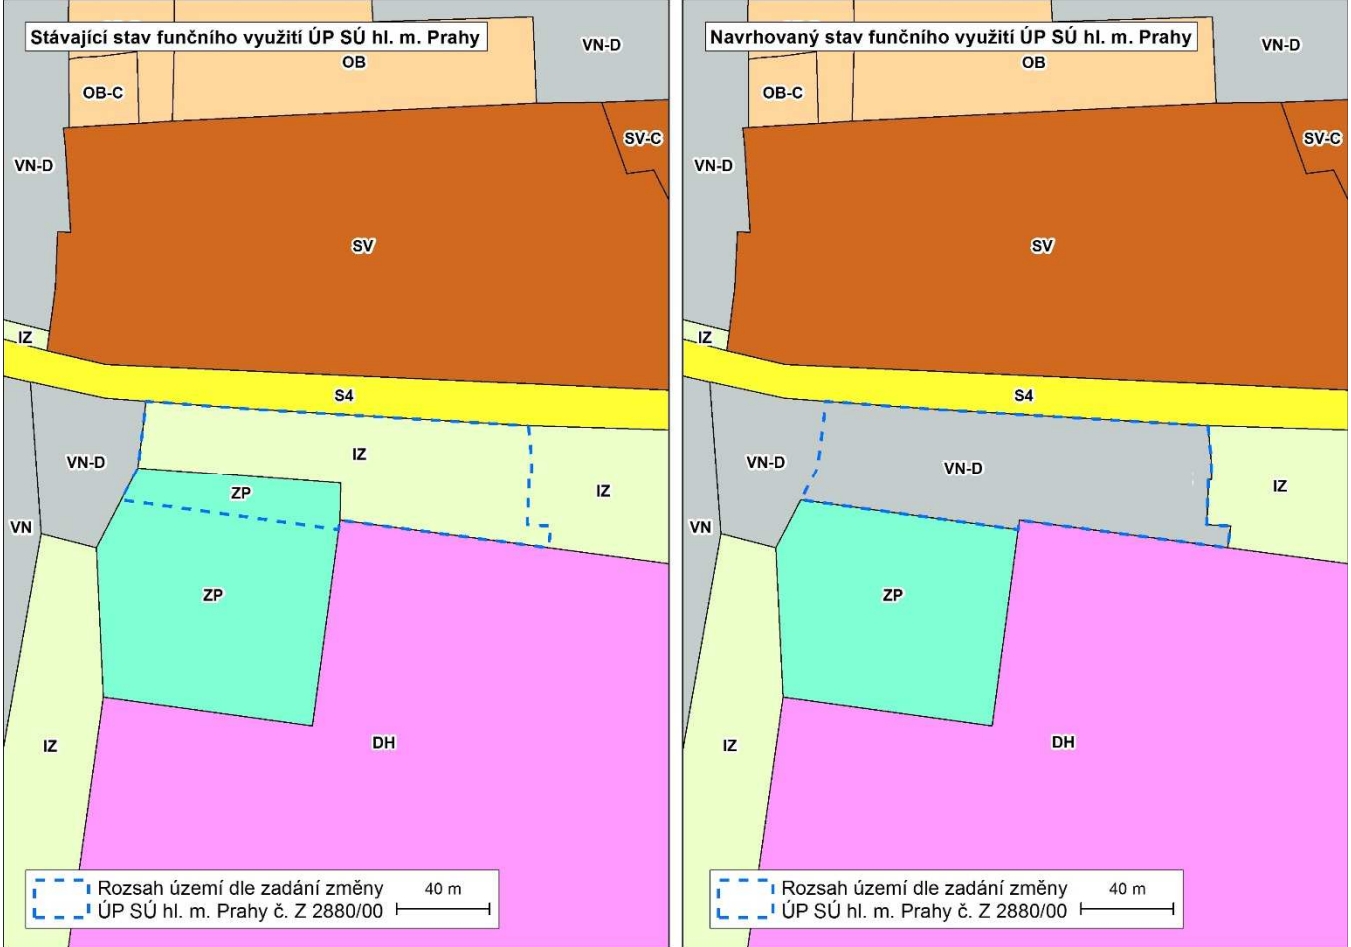 Stávající stav funčního využití ÚP SÚ hl. m. Prahy
VN-D
OB
OB-C
SV-C
VN-D
SV
IZ
S4
IZ
VN-D
ZP
IZ
VN
ZP
IZ
DH
Rozsah území dle zadání změny
ÚP SÚ hl. m. Prahy č. Z 2880/00
40 m
Navrhovaný stav funčního využití ÚP SÚ hl. m. Prahy
VN-D
OB
OB-C
SV-C
VN-D
SV
IZ
S4
VN-D
VN-D
IZ
VN
ZP
IZ
DH
Rozsah území dle zadání změny
ÚP SÚ hl. m. Prahy č. Z 2880/00
40 m